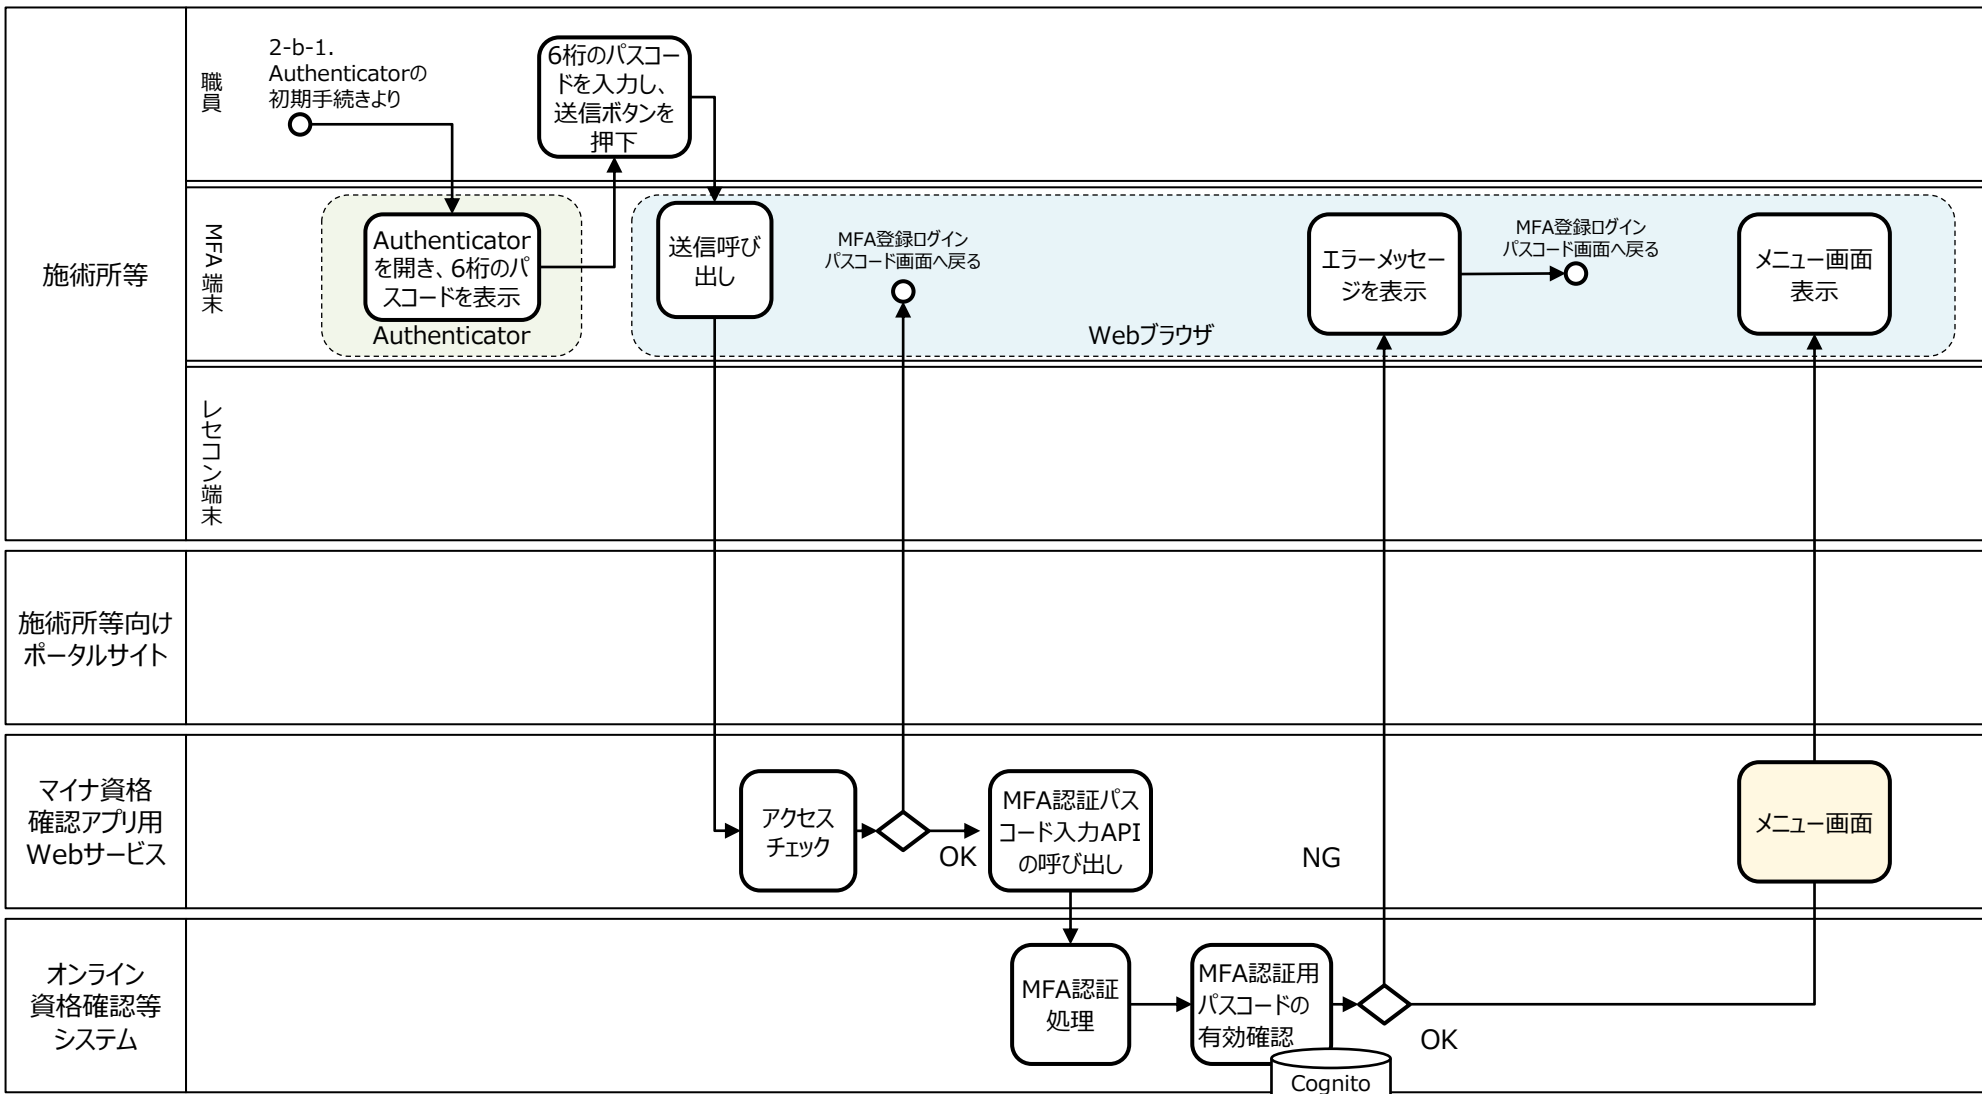 2-b-1.
Authenticatorの
初期手続きより
6桁のパスコー
ドを入力し、
送信ボタンを
押下
職員
施術所等
MFA端末
Authenticator
を開き、6桁のパ
スコードを表示
Authenticator
送信呼び
出し
MFA登録ログイン
パスコード画面へ戻る
Webブラウザ
エラーメッセー
ジを表示
MFA登録ログイン
パスコード画面へ戻る
メニュー画面
表示
レセコン端末
施術所等向け
ポータルサイト
マイナ資格
確認アプリ用
Webサービス
アクセス
チェック
OK
MFA認証パス
コード入力API
の呼び出し
NG
メニュー画面
オンライン
資格確認等
システム
MFA認証
処理
MFA認証用
パスコードの
有効確認
Cognito
OK